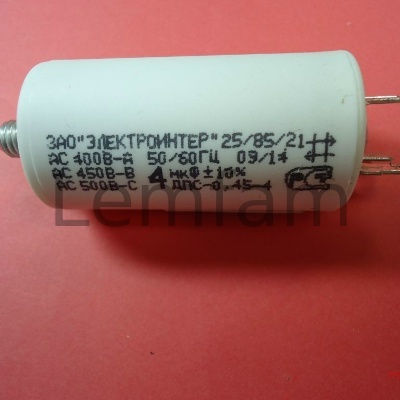 ЗАО"ЭЛЕКТРОИНТЕР" 25/85/21
АС 400В-А 50/60ГЦ 09/14
АС 450В-В 4 мкФ±10%
АС 500В-С ДПС-0,45-4
Lemiam